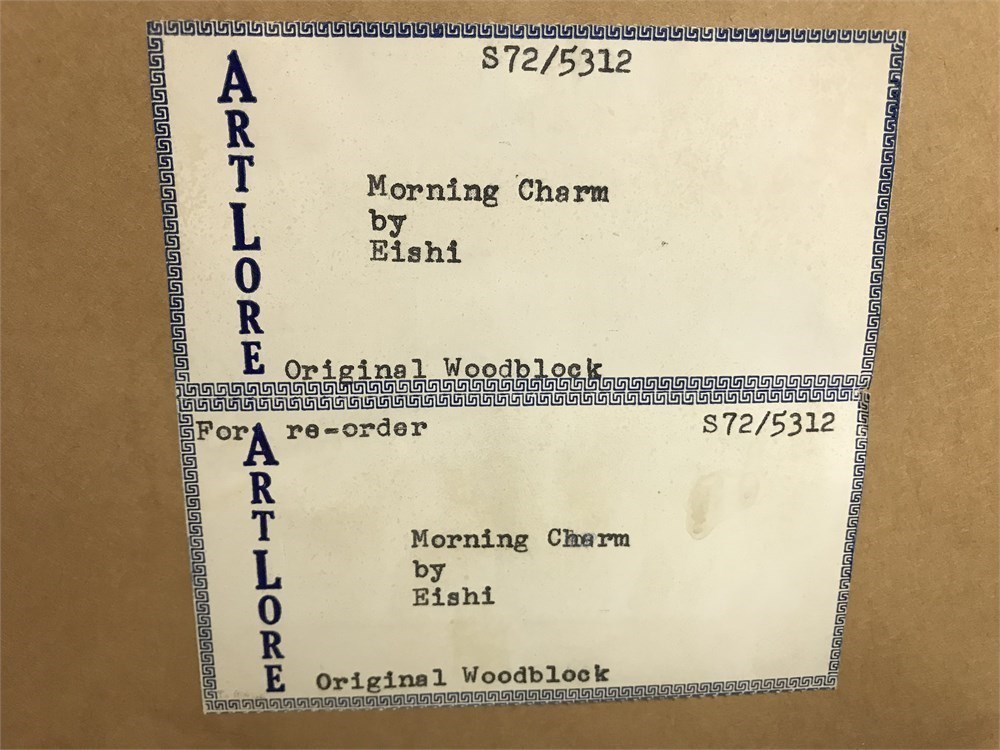 S72/5312
ARTLORE
Morning Charm
by
Eishi
Original Woodblock
For re-order S72/5312
ARTLORE
Morning Charm
by
Eishi
Original Woodblock